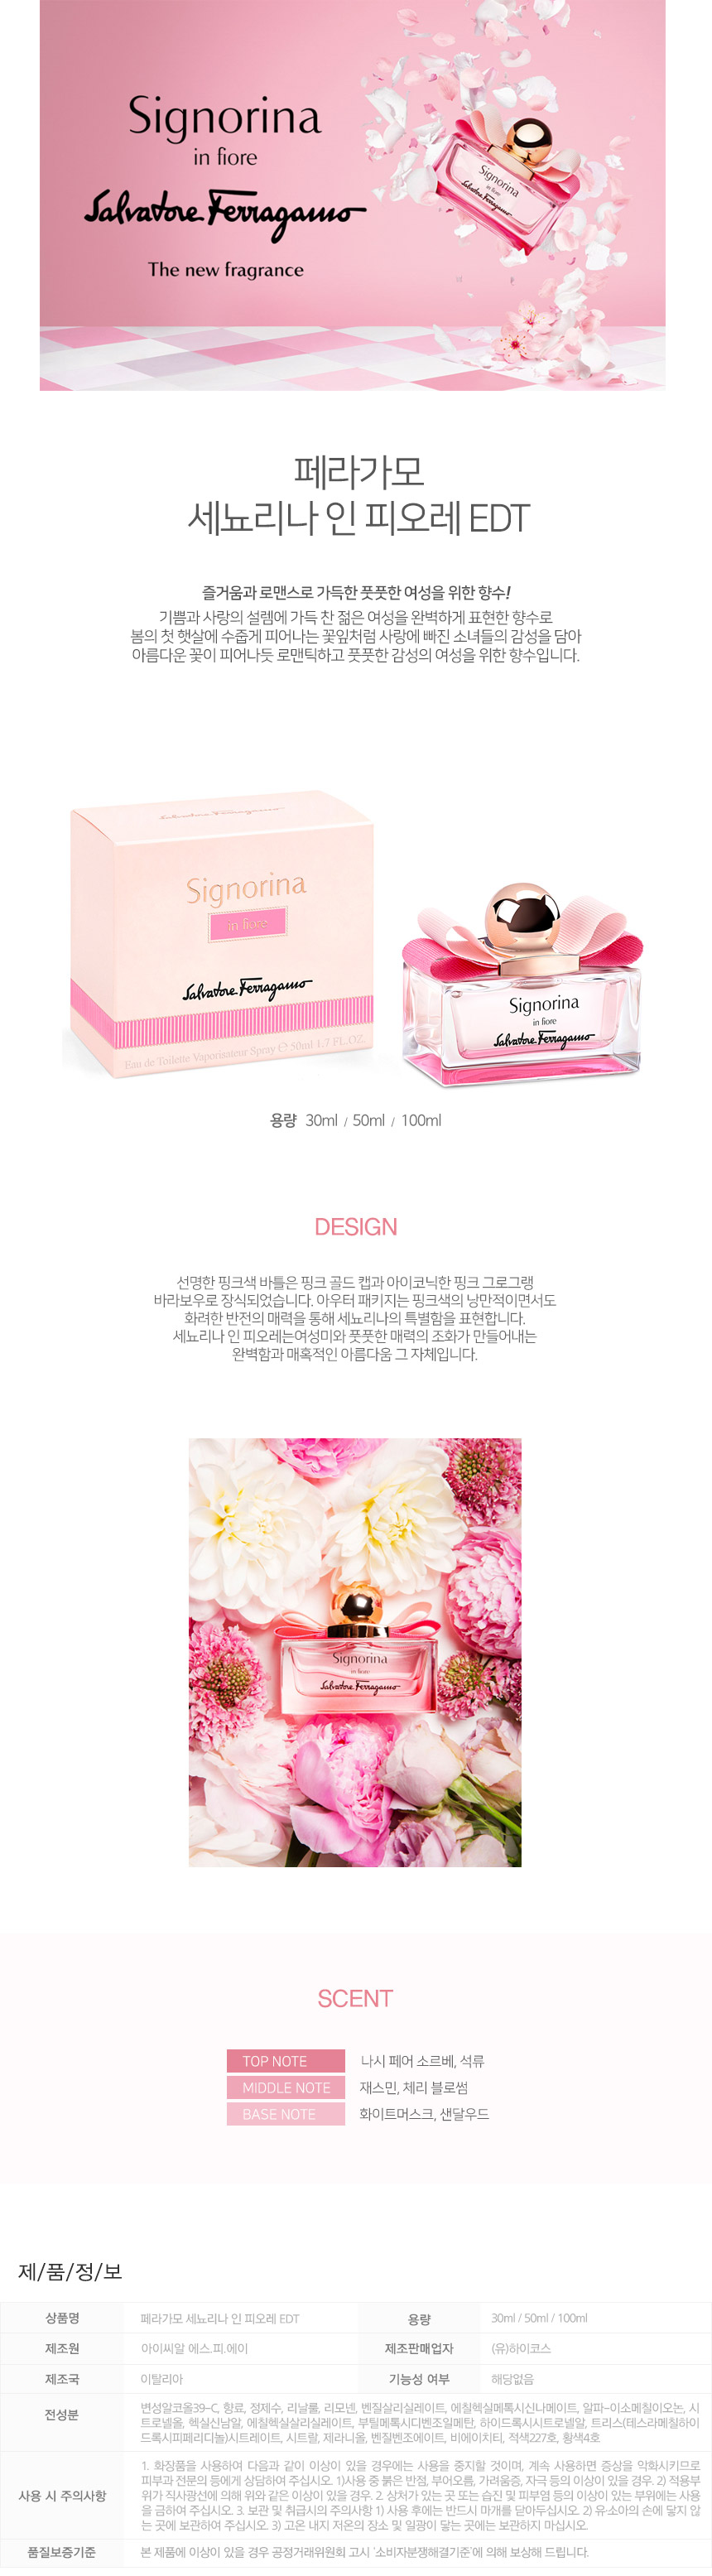 Signorina
in fiore
Salvatore Ferragamo
The new fragrance
Signorina
in fiore
Salvatore Ferragamo
페라가모
세뇨리나 인 피오레 EDT
즐거움과 로맨스로 가득한 풋풋한 여성을 위한 향수!
기쁨과 사랑의 설렘에 가득 찬 젊은 여성을 완벽하게 표현한 향수로
봄의 첫 햇살에 수줍게 피어나는 꽃잎처럼 사랑에 빠진 소녀들의 감성을 담아
아름다운 꽃이 피어나듯 로맨틱하고 풋풋한 감성의 여성을 위한 향수입니다.
Salvatore Ferragamo
Signorina
in fiore
Salvatore Ferragamo
Eau de Toilette Vaporisateur Spray ℮ 50ml 1.7 FL.OZ.
Signorina
in fiore
Salvatore Ferragamo
용량 30ml / 50ml / 100ml
DESIGN
선명한 핑크색 바틀은 핑크 골드 캡과 아이코닉한 핑크 그로그랭
바라보우로 장식되었습니다. 아우터 패키지는 핑크색의 낭만적이면서도
화려한 반전의 매력을 통해 세뇨리나의 특별함을 표현합니다.
세뇨리나 인 피오레는여성미와 풋풋한 매력의 조화가 만들어내는
완벽함과 매혹적인 아름다움 그 자체입니다.
Signorina
in fiore
Salvatore Ferragamo
SCENT
TOP NOTE 나시 페어 소르베, 석류
MIDDLE NOTE 재스민, 체리 블로썸
BASE NOTE 화이트머스크, 샌달우드
제/품/정/보
상품명 페라가모 세뇨리나 인 피오레 EDT 용량 30ml / 50ml / 100ml
제조원 아이씨알 에스.피.에이 제조판매업자 (유)하이코스
제조국 이탈리아 기능성 여부 해당없음
전성분 변성알코올39-C, 향료, 정제수, 리날룰, 리모넨, 벤질살리실레이트, 에칠헥실메톡시신나메이트, 알파-이소메칠이오논, 시
트로넬올, 헥실신남알, 에칠헥실살리실레이트, 부틸메톡시디벤조일메탄, 하이드록시시트로넬알, 트리스(테스라메칠하이
드록시피페리디놀)시트레이트, 시트랄, 제라니올, 벤질벤조에이트, 비에이치티, 적색227호, 황색4호
사용 시 주의사항 1. 화장품을 사용하여 다음과 같이 이상이 있을 경우에는 사용을 중지할 것이며, 계속 사용하면 증상을 악화시키므로
피부과 전문의 등에게 상담하여 주십시오. 1)사용 중 붉은 반점, 부어오름, 가려움증, 자극 등의 이상이 있을 경우. 2) 적용부
위가 직사광선에 의해 위와 같은 이상이 있을 경우. 2. 상처가 있는 곳 또는 습진 및 피부염 등의 이상이 있는 부위에는 사용
을 금하여 주십시오. 3. 보관 및 취급시의 주의사항 1) 사용 후에는 반드시 마개를 닫아두십시오. 2) 유·소아의 손에 닿지 않
는 곳에 보관하여 주십시오. 3) 고온 내지 저온의 장소 및 일광이 닿는 곳에는 보관하지 마십시오.
품질보증기준 본 제품에 이상이 있을 경우 공정거래위원회 고시 '소비자분쟁해결기준'에 의해 보상해 드립니다.